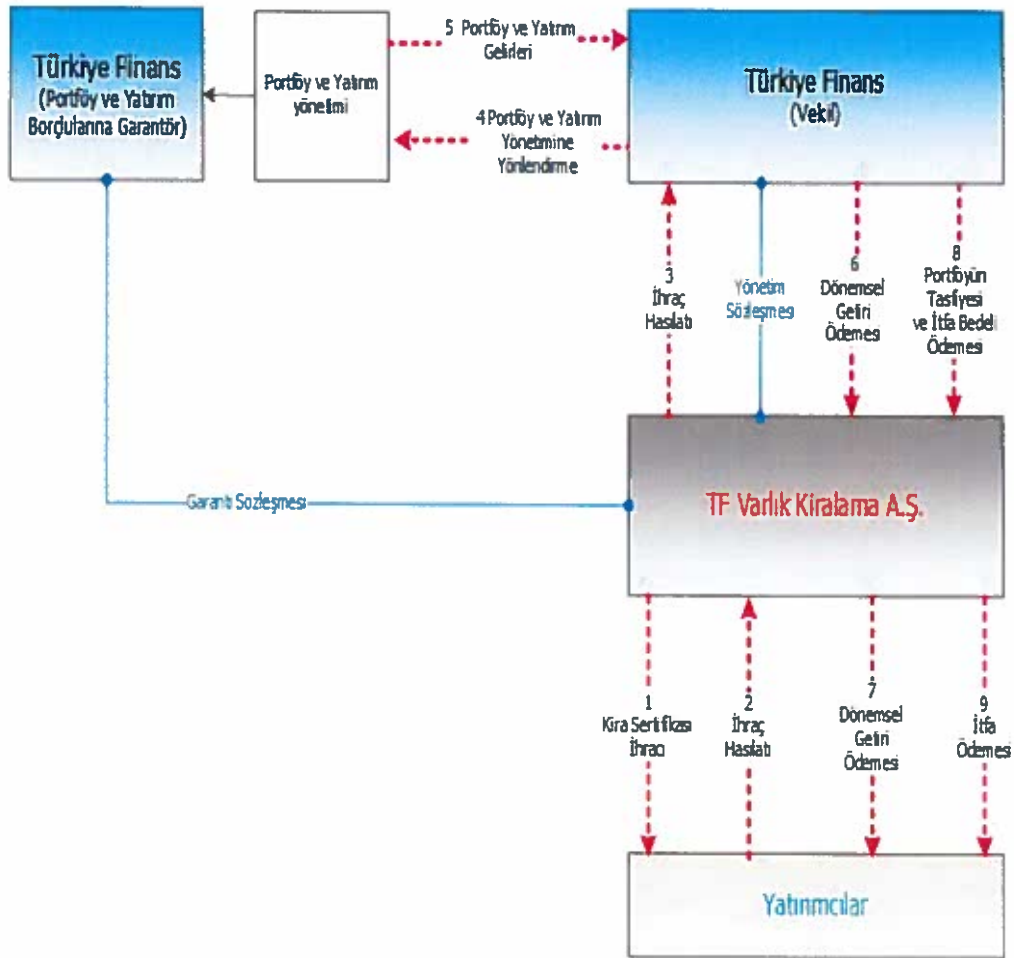 Türkiye Finans
(Portföy ve Yatırım
Borçlularına Garantör)
Portföy ve Yatırım
yönetimi
5 Portföy ve Yatırım
Gelirleri
4 Portföy ve Yatırım
Yönetmine
Yönlendirme
Türkiye Finans
(Vekil)
3
İhraç
Hasılatı
Yönetim
Sözleşmesi
6
Dönemsel
Getiri
Ödemesi
8
Portföyün
Tasfiyesi
ve İtfa Bedeli
Ödemesi
Garanti Sözleşmesi
TF Varlık Kiralama A.Ş.
1
Kira Sertifikası
İhracı
2
İhraç
Hasılatı
7
Dönemsel
Getiri
Ödemesi
9
İtfa
Ödemesi
Yatırımcılar